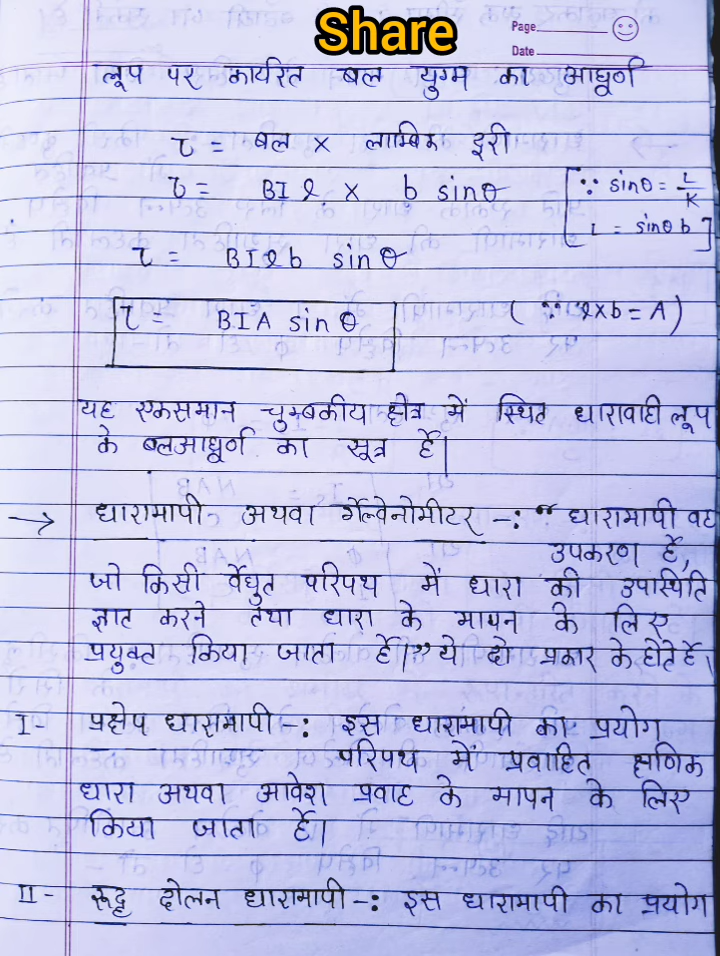 Share
Page.
Date
लूप पर कार्यरत बल युग्म का आघूर्ण
τ = बल × लाम्बिक दूरी
τ = BIl × b sinθ [∵ sinθ = L/K
L = sinθ b]
τ = BIlb sinθ
τ = BIA sinθ (∵ l×b = A)
यह एकसमान चुम्बकीय क्षेत्र में स्थित धारावाही लूप
के बलआघूर्ण का सूत्र है।
→ धारामापी अथवा गैल्वेनोमीटर -: “ धारामापी वह
उपकरण है,
जो किसी वैद्युत परिपथ में धारा की उपस्थिति
ज्ञात करने तथा धारा के मापन के लिए
प्रयुक्त किया जाता है।” ये दो प्रकार के होते है।
I- प्रक्षेप धारामापी -: इस धारामापी का प्रयोग
परिपथ में प्रवाहित क्षणिक
धारा अथवा आवेश प्रवाह के मापन के लिए
किया जाता है।
II- रूद्ध दोलन धारामापी -: इस धारामापी का प्रयोग